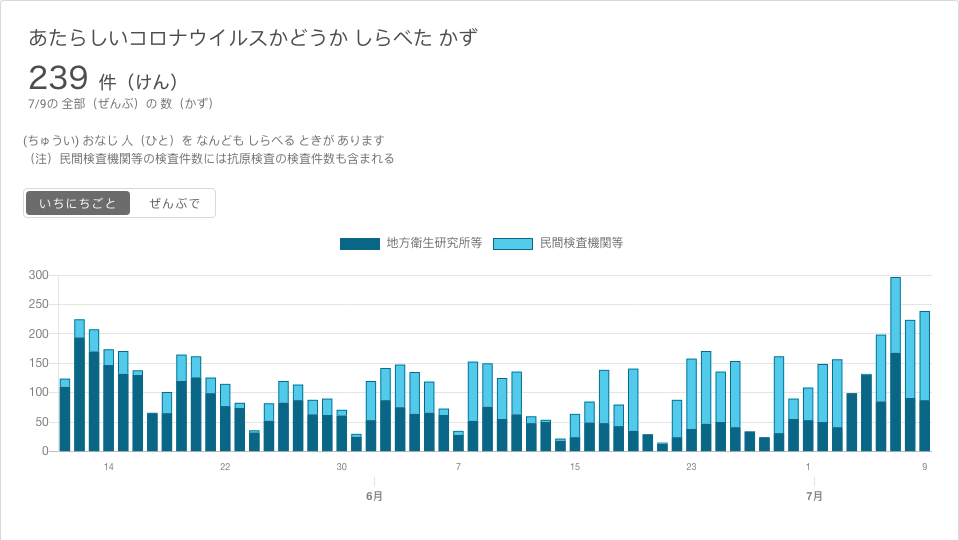 あたらしいコロナウイルスかどうか しらべた かず
239 件（けん）
7/9の 全部（ぜんぶ）の 数（かず）
(ちゅうい) おなじ 人（ひと）を なんども しらべる ときが あります
（注）民間検査機関等の検査件数には抗原検査の検査件数も含まれる
いちにちごと ぜんぶで
地方衛生研究所等 民間検査機関等
300
250
200
150
100
50
0
14 22 30 7 15 23 1 9
6月 7月